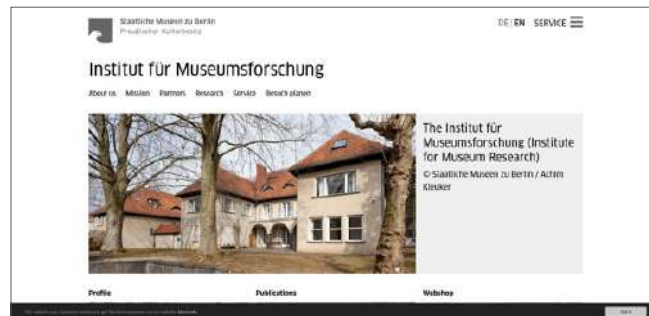 Staatliche Museen zu Berlin
Preußischer Kulturbesitz
DE | EN SERVICE
Institut für Museumsforschung
About us Mission Partners Research Service Besuch planen
The Institut für
Museumsforschung (Institute
for Museum Research)
© Staatliche Museen zu Berlin / Achim
Kleuker
Profile Publications Webshop